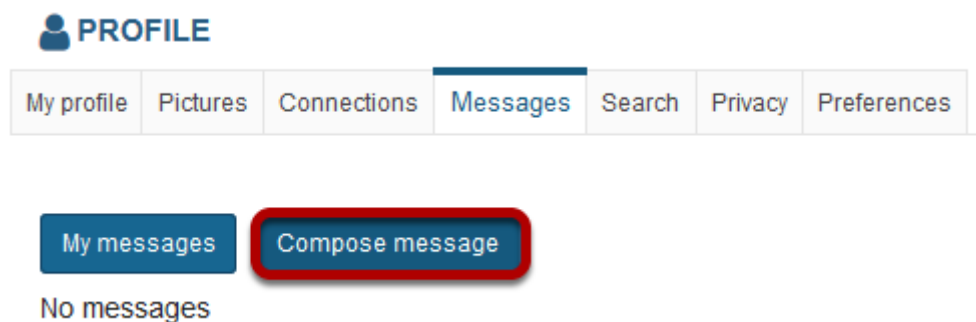 PROFILE
My profile Pictures Connections Messages Search Privacy Preferences
My messages Compose message
No messages